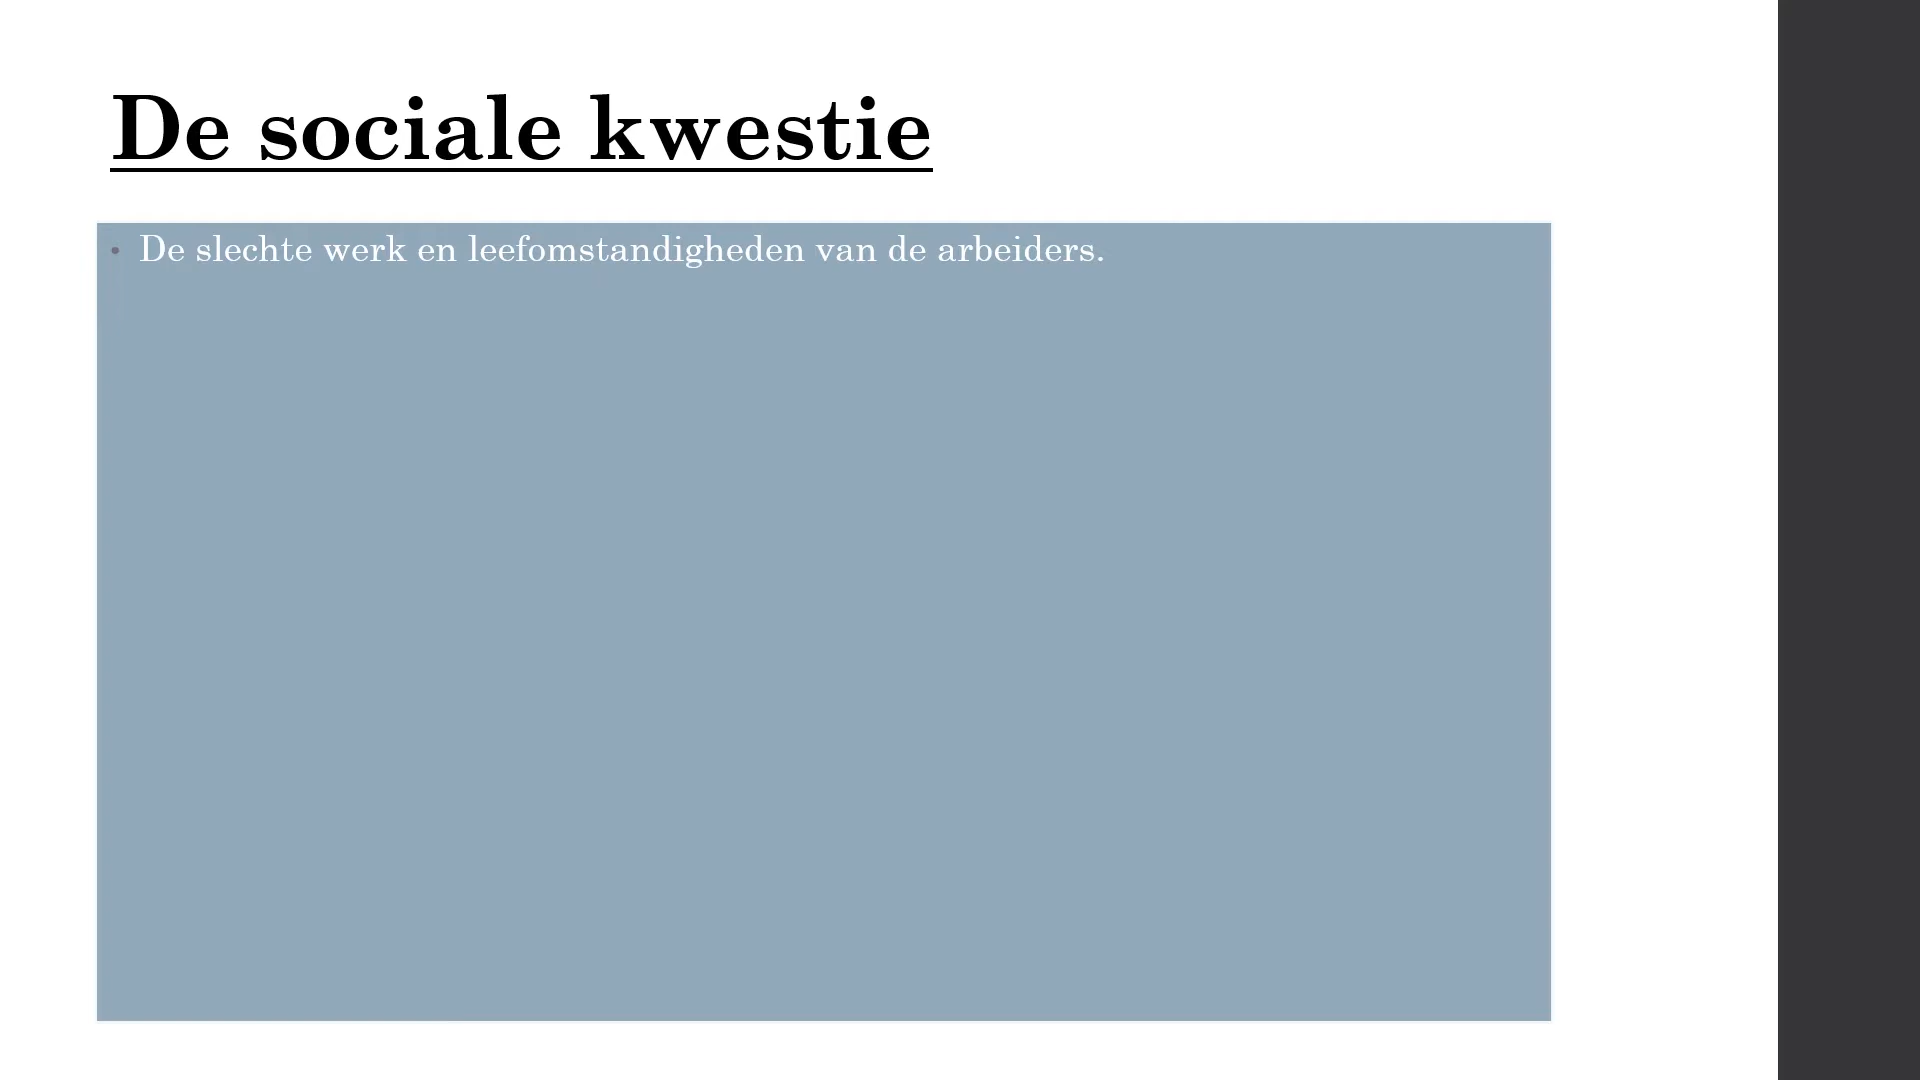 De sociale kwestie
• De slechte werk en leefomstandigheden van de arbeiders.